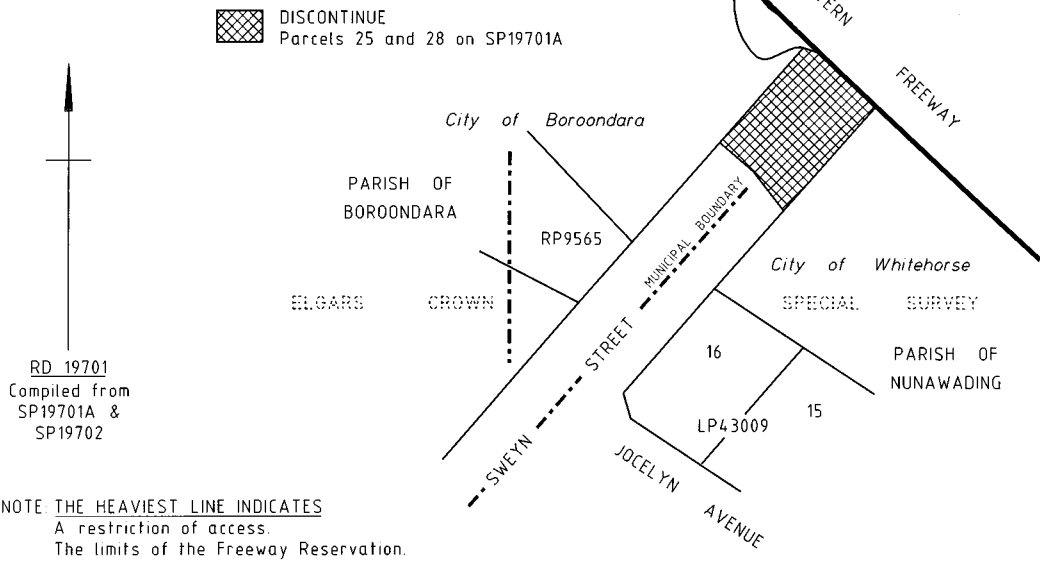 DISCONTINUE
Parcels 25 and 28 on SP19701A
FREEWAY
City of Boroondara
PARISH OF
BOROONDARA
RP9565
MUNICIPAL BOUNDARY
City of Whitehorse
ELGARS CROWN
SPECIAL SURVEY
STREET
16
PARISH OF
NUNAWADING
15
LP43009
SWEYN
JOCELYN
AVENUE
RD 19701
Compiled from
SP19701A &
SP19702
NOTE: THE HEAVIEST LINE INDICATES
A restriction of access.
The limits of the Freeway Reservation.